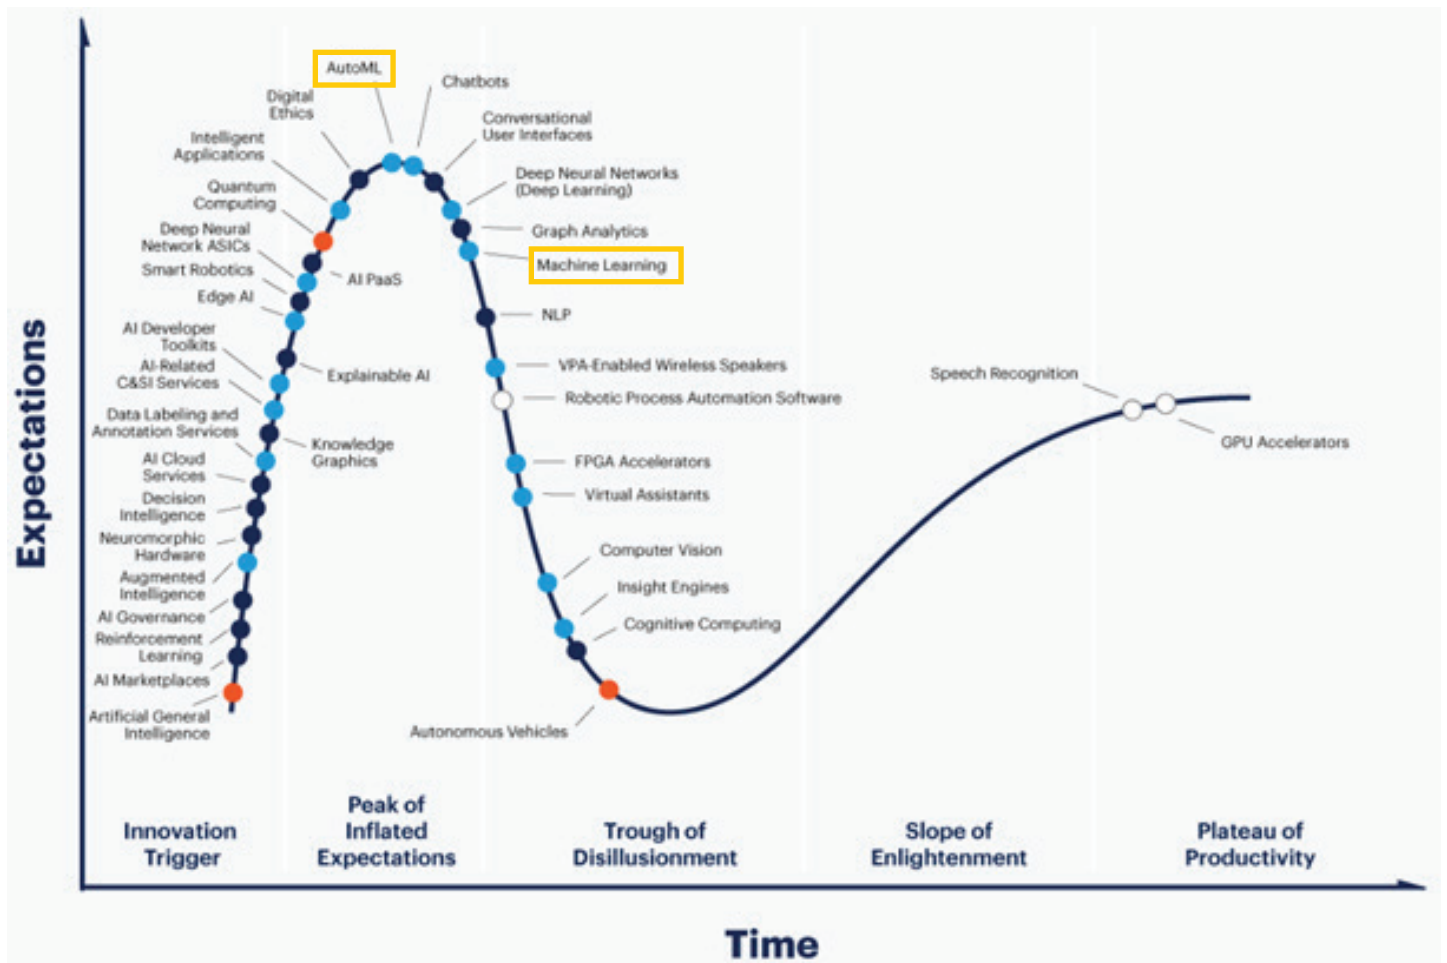 AutoML
Chatbots
Digital
Ethics
Conversational
User Interfaces
Intelligent
Applications
Deep Neural Networks
(Deep Learning)
Quantum
Computing
Graph Analytics
Deep Neural
Network ASICs
Machine Learning
Smart Robotics
AI PaaS
Edge AI
NLP
AI Developer
Toolkits
VPA-Enabled Wireless Speakers
AI-Related
C&SI Services
Explainable AI
Robotic Process Automation Software
Speech Recognition
Data Labeling and
Annotation Services
Knowledge
Graphics
GPU Accelerators
AI Cloud
Services
FPGA Accelerators
Decision
Intelligence
Virtual Assistants
Neuromorphic
Hardware
Computer Vision
Augmented
Intelligence
Insight Engines
AI Governance
Cognitive Computing
Reinforcement
Learning
AI Marketplaces
Artificial General
Intelligence
Autonomous Vehicles
Expectations
Innovation
Trigger
Peak of
Inflated
Expectations
Trough of
Disillusionment
Slope of
Enlightenment
Plateau of
Productivity
Time